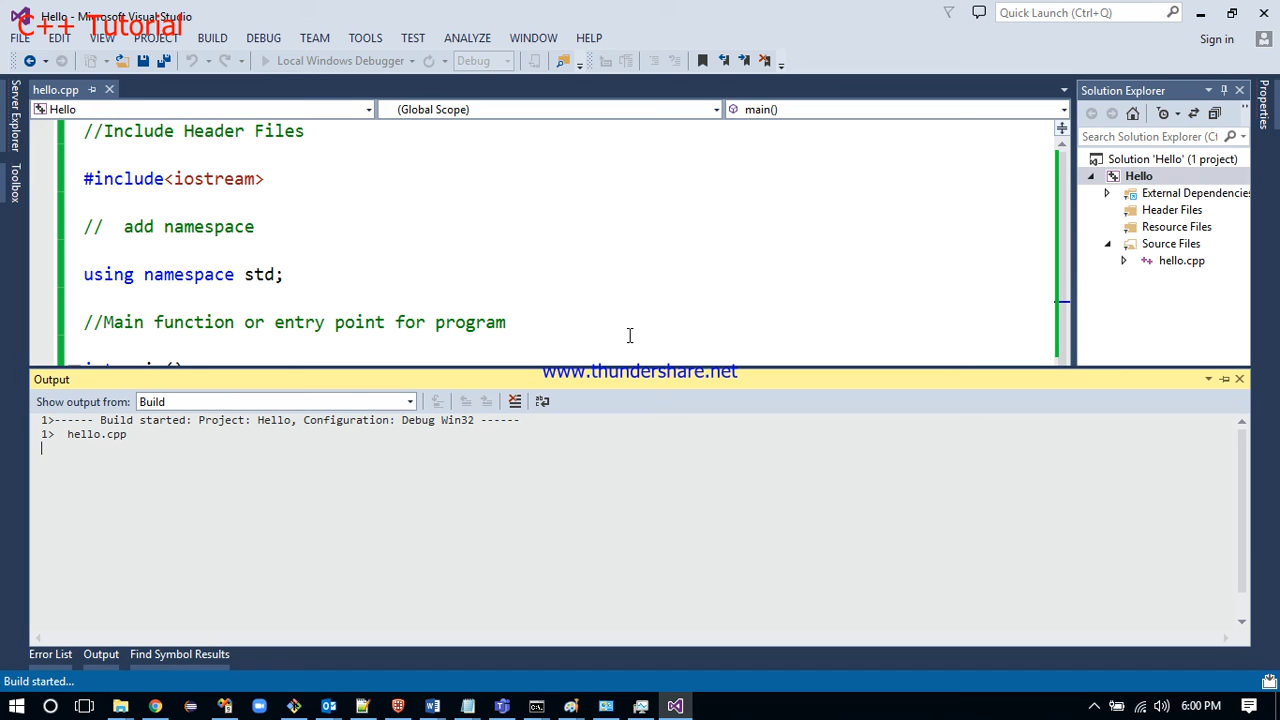 Hello - Microsoft Visual Studio
C++ Tutorial
Quick Launch (Ctrl+Q)
FILE EDIT VIEW PROJECT BUILD DEBUG TEAM TOOLS TEST ANALYZE WINDOW HELP
Sign in
Local Windows Debugger Debug
Server Explorer
Toolbox
hello.cpp
Hello (Global Scope) main()
//Include Header Files
#include<iostream>
// add namespace
using namespace std;
//Main function or entry point for program
www.thundershare.net
Solution Explorer
Search Solution Explorer (Ct
Solution 'Hello' (1 project)
Hello
External Dependencies
Header Files
Resource Files
Source Files
hello.cpp
Properties
Output
Show output from: Build
1>------ Build started: Project: Hello, Configuration: Debug Win32 ------
1> hello.cpp
Error List Output Find Symbol Results
Build started...
6:00 PM